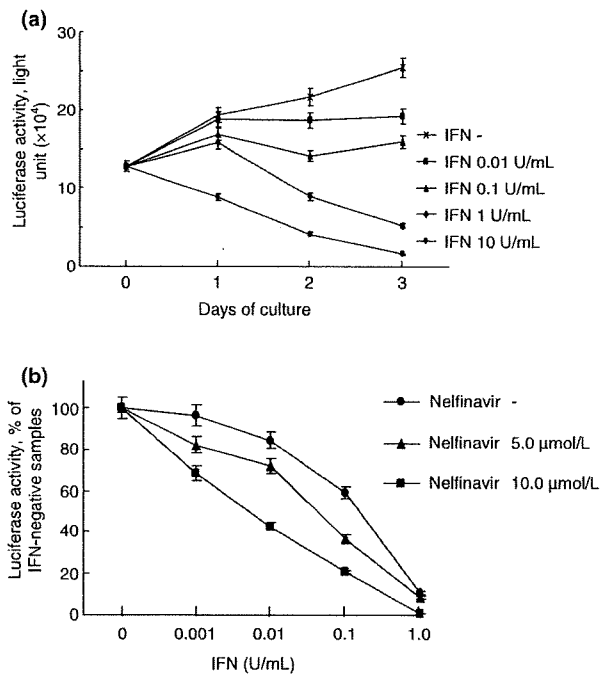 (a)
Luciferase activity, light
unit (×10⁴)
30
20
10
0
0 1 2 3
Days of culture
IFN -
IFN 0.01 U/mL
IFN 0.1 U/mL
IFN 1 U/mL
IFN 10 U/mL
(b)
Luciferase activity, % of
IFN-negative samples
100
80
60
40
20
0
0 0.001 0.01 0.1 1.0
IFN (U/mL)
Nelfinavir -
Nelfinavir 5.0 µmol/L
Nelfinavir 10.0 µmol/L